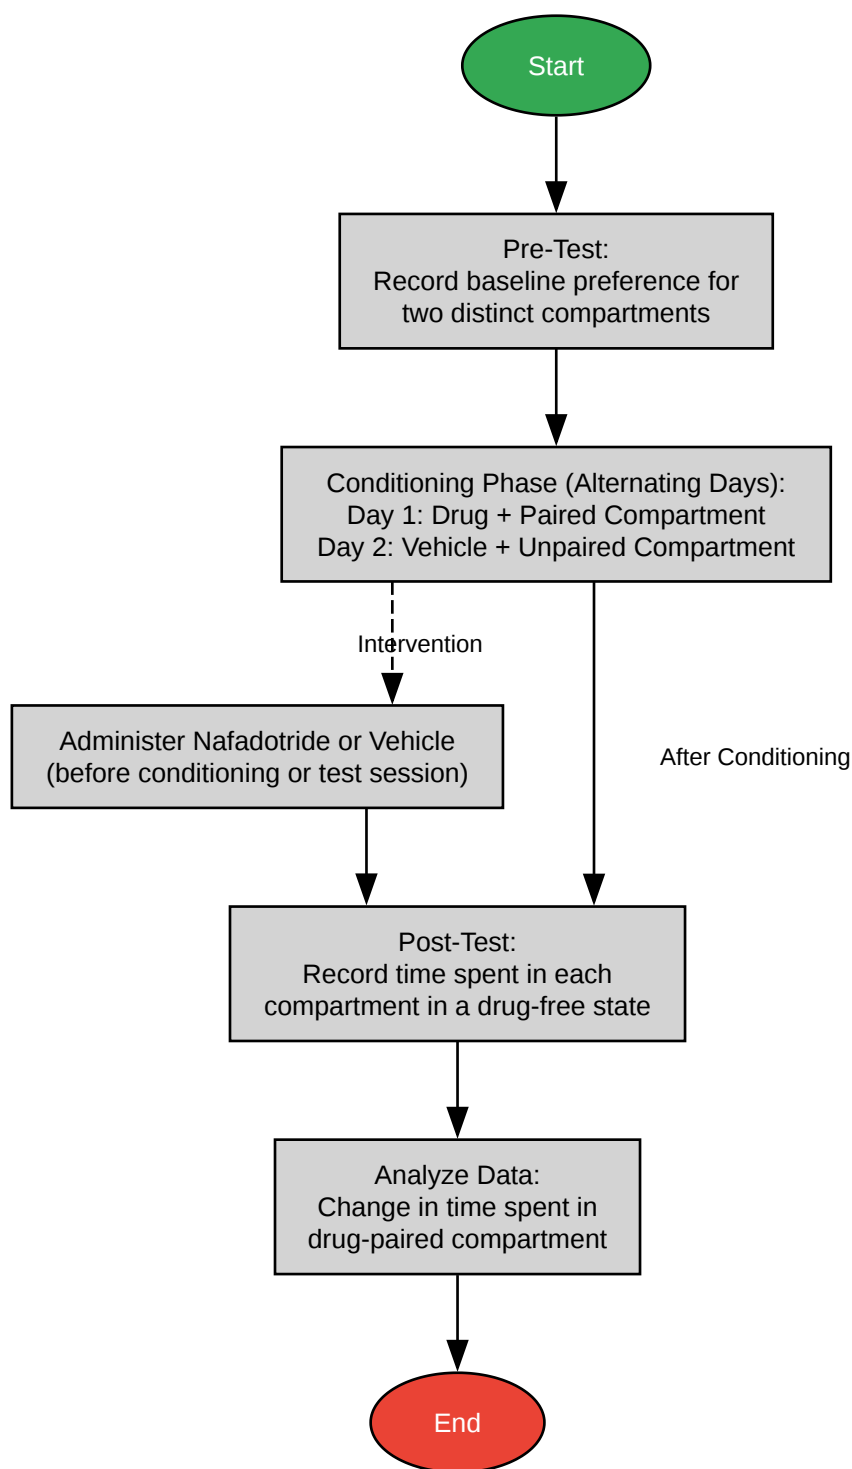 Start
Pre-Test:
Record baseline preference for
two distinct compartments
Conditioning Phase (Alternating Days):
Day 1: Drug + Paired Compartment
Day 2: Vehicle + Unpaired Compartment
Intervention
Administer Nafadotride or Vehicle
(before conditioning or test session)
After Conditioning
Post-Test:
Record time spent in each
compartment in a drug-free state
Analyze Data:
Change in time spent in
drug-paired compartment
End